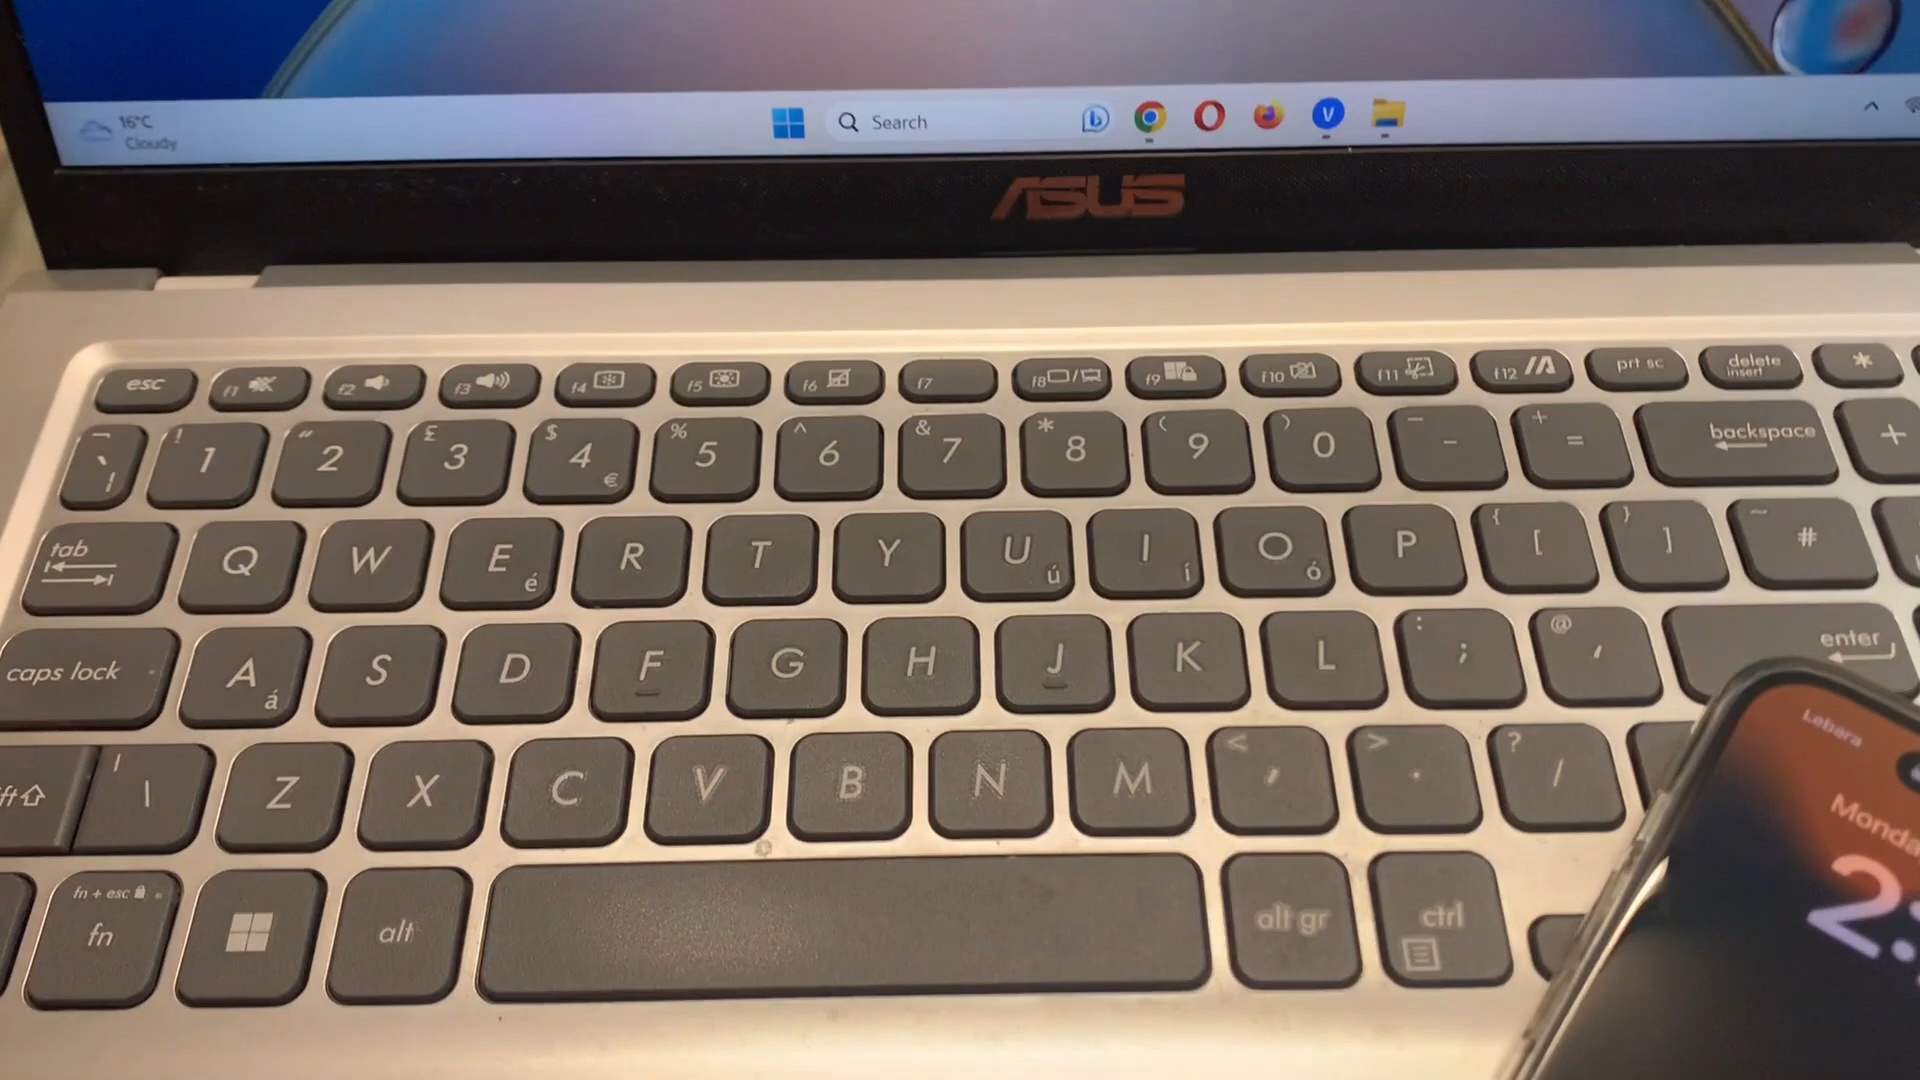 16°C
Cloudy
Search
ASUS
esc f1 f2 f3 f4 f5 f6 f7 f8 / f9 f10 f11 f12 prt sc delete insert *
¬ ` ¦ ! 1 " 2 £ 3 $ 4 € % 5 ^ 6 & 7 * 8 ( 9 ) 0 _ - + = backspace +
tab Q W E é R T Y U ú I í O ó P { [ } ] ~ #
caps lock A á S D F G H J K L : ; @ ' enter
ft | \ Z X C V B N M < , > . ? /
fn + esc
fn alt alt gr ctrl
Lebara
Monda
2: